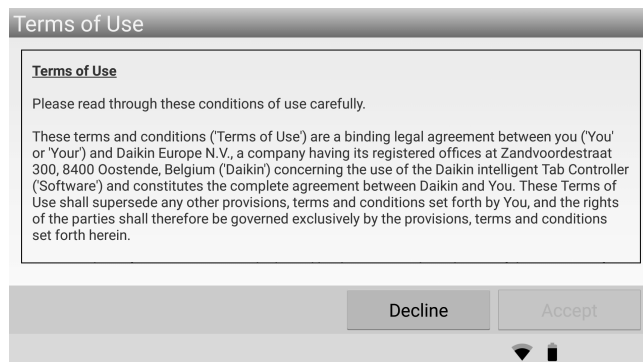 Terms of Use
Terms of Use
Please read through these conditions of use carefully.
These terms and conditions ('Terms of Use') are a binding legal agreement between you ('You'
or 'Your') and Daikin Europe N.V., a company having its registered offices at Zandvoordestraat
300, 8400 Oostende, Belgium ('Daikin') concerning the use of the Daikin intelligent Tab Controller
('Software') and constitutes the complete agreement between Daikin and You. These Terms of
Use shall supersede any other provisions, terms and conditions set forth by You, and the rights
of the parties shall therefore be governed exclusively by the provisions, terms and conditions
set forth herein.
Decline
Accept